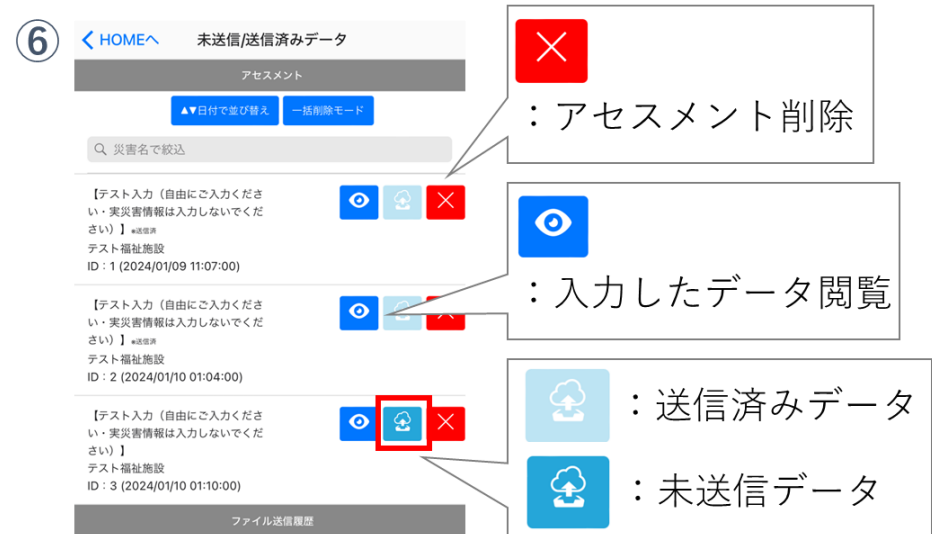 ⑥
HOMEへ 未送信/送信済みデータ
アセスメント
▲▼日付で並び替え 一括削除モード
災害名で絞込
【テスト入力（自由にご入力くださ
い・実災害情報は入力しないでくだ
さい）】※送信済
テスト福祉施設
ID：1 (2024/01/09 11:07:00)
【テスト入力（自由にご入力くださ
い・実災害情報は入力しないでくだ
さい）】※送信済
テスト福祉施設
ID：2 (2024/01/10 01:04:00)
【テスト入力（自由にご入力くださ
い・実災害情報は入力しないでくだ
さい）】
テスト福祉施設
ID：3 (2024/01/10 01:10:00)
ファイル送信履歴
：アセスメント削除
：入力したデータ閲覧
：送信済みデータ
：未送信データ